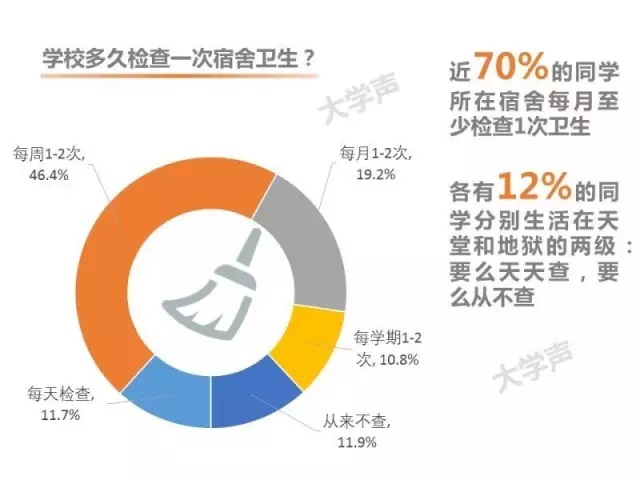 学校多久检查一次宿舍卫生？
大学声
近70%的同学
所在宿舍每月至
少检查1次卫生
每周1-2次,
46.4%
每月1-2次,
19.2%
各有12%的同
学分别生活在天
堂和地狱的两级：
要么天天查，要
么从不查
每学期1-2
次, 10.8%
大学声
每天检查,
11.7%
从来不查,
11.9%